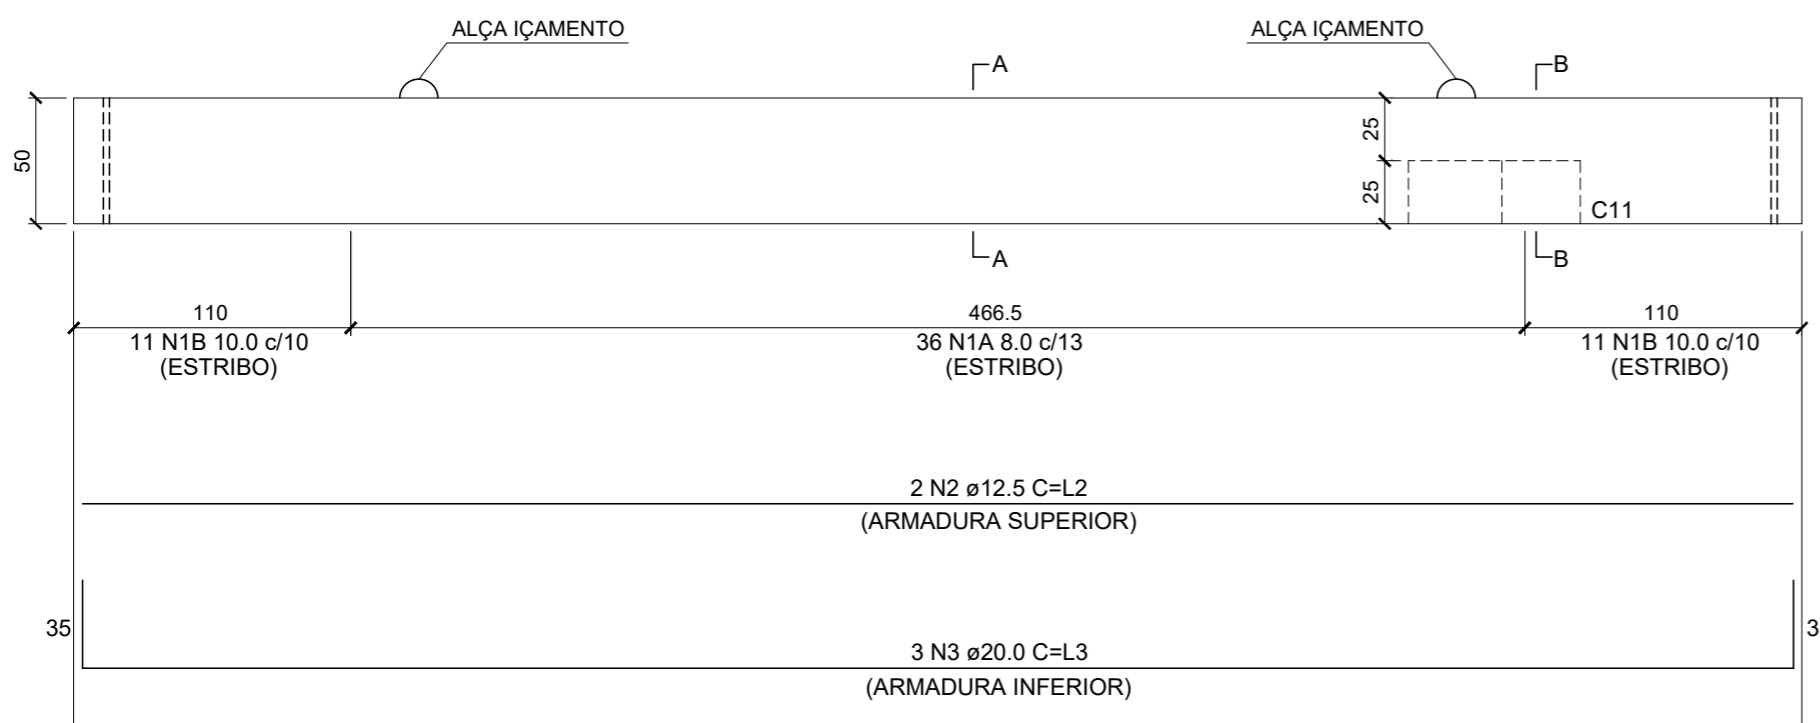 ALÇA IÇAMENTO
ALÇA IÇAMENTO
A
B
50
25
25
C11
A
B
110
466.5
110
11 N1B 10.0 c/10
36 N1A 8.0 c/13
11 N1B 10.0 c/10
(ESTRIBO)
(ESTRIBO)
(ESTRIBO)
2 N2 ø12.5 C=L2
(ARMADURA SUPERIOR)
35
3
3 N3 ø20.0 C=L3
(ARMADURA INFERIOR)